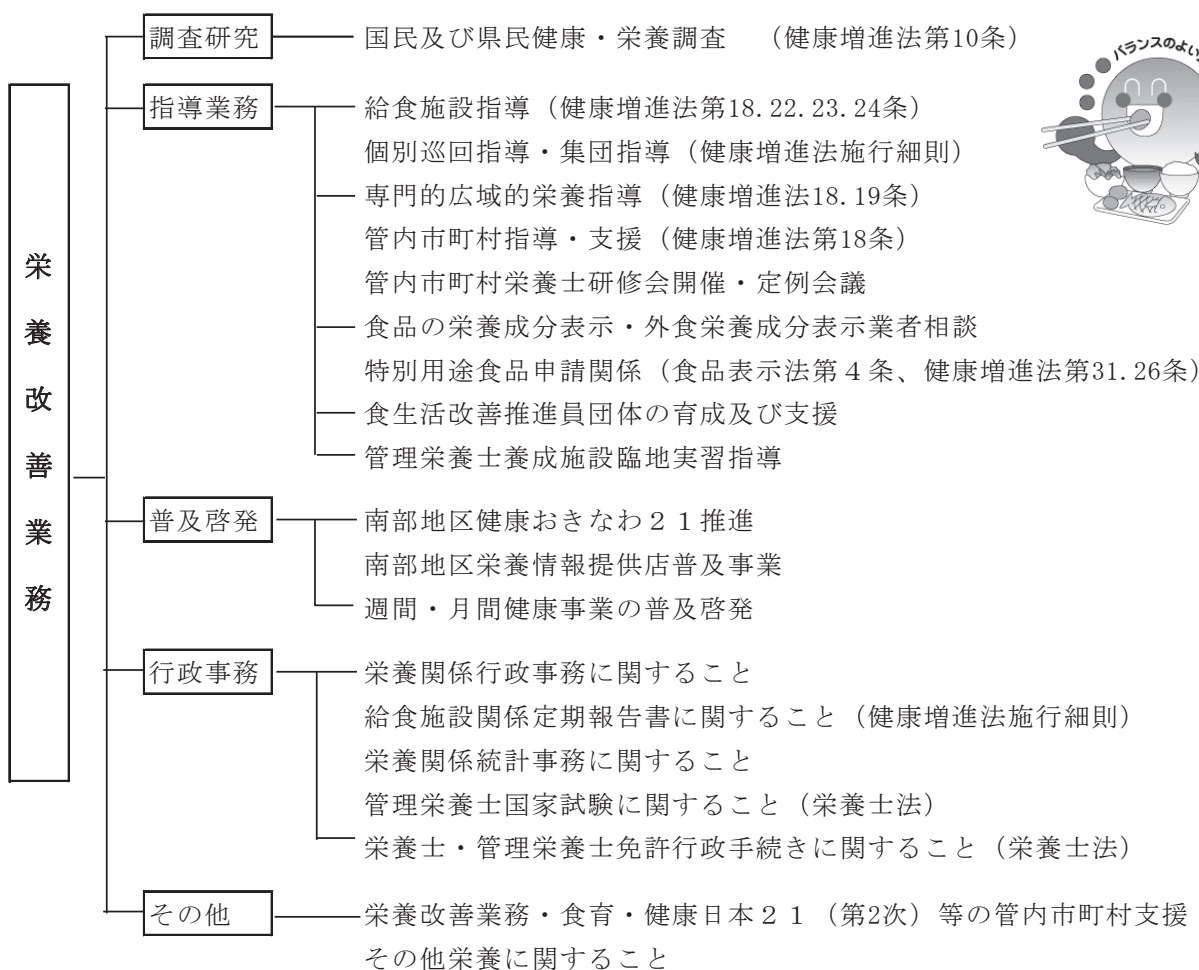 栄養改善業務
調査研究
国民及び県民健康・栄養調査　（健康増進法第10条）
バランスのよい
指導業務
給食施設指導（健康増進法第18.22.23.24条）
個別巡回指導・集団指導（健康増進法施行細則）
専門的広域的栄養指導（健康増進法18.19条）
管内市町村指導・支援（健康増進法第18条）
管内市町村栄養士研修会開催・定例会議
食品の栄養成分表示・外食栄養成分表示業者相談
特別用途食品申請関係（食品表示法第４条、健康増進法第31.26条）
食生活改善推進員団体の育成及び支援
管理栄養士養成施設臨地実習指導
普及啓発
南部地区健康おきなわ２１推進
南部地区栄養情報提供店普及事業
週間・月間健康事業の普及啓発
行政事務
栄養関係行政事務に関すること
給食施設関係定期報告書に関すること（健康増進法施行細則）
栄養関係統計事務に関すること
管理栄養士国家試験に関すること（栄養士法）
栄養士・管理栄養士免許行政手続きに関すること（栄養士法）
その他
栄養改善業務・食育・健康日本２１（第2次）等の管内市町村支援
その他栄養に関すること